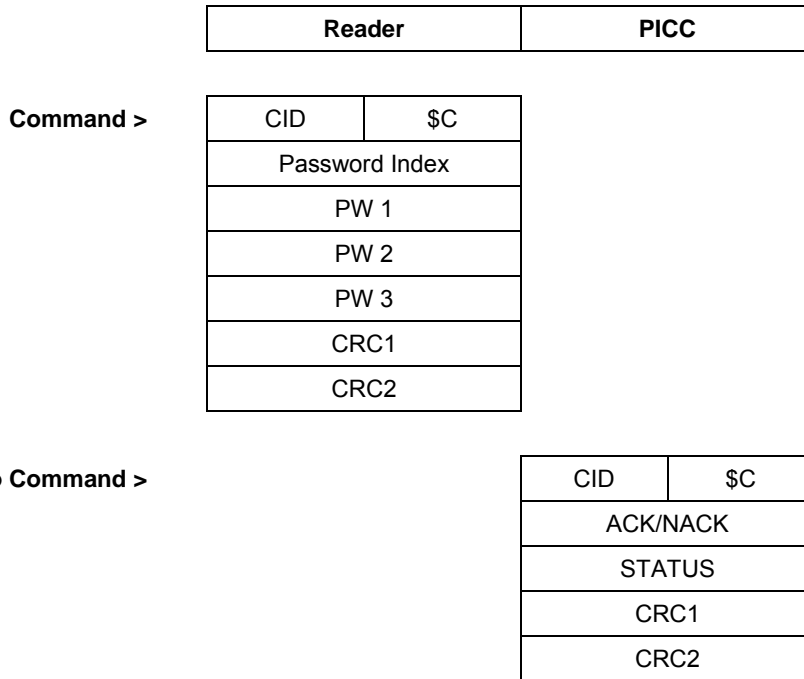 Reader PICC
Command > CID $C
Password Index
PW 1
PW 2
PW 3
CRC1
CRC2
Command > CID $C
ACK/NACK
STATUS
CRC1
CRC2